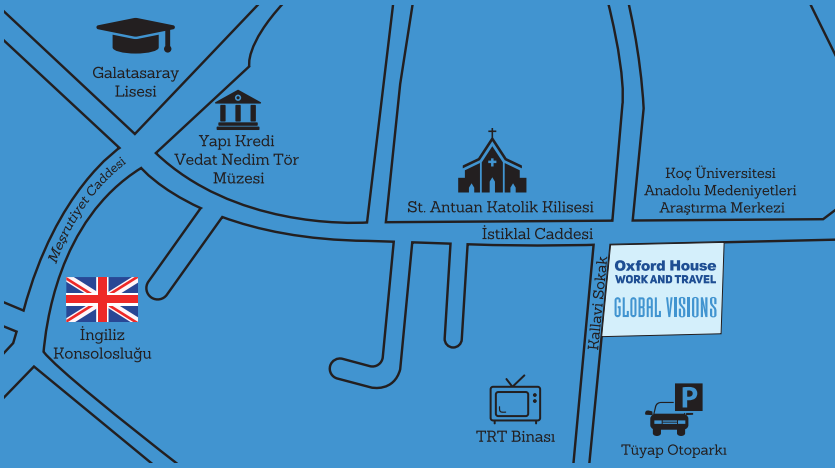 Galatasaray
Lisesi
Yapı Kredi
Vedat Nedim Tör
Müzesi
Meşrutiyet Caddesi
St. Antuan Katolik Kilisesi
Koç Üniversitesi
Anadolu Medeniyetleri
Araştırma Merkezi
İstiklal Caddesi
Kallavi Sokak
Oxford House
WORK AND TRAVEL
GLOBAL VISIONS
İngiliz
Konsolosluğu
TRT Binası
P
Tüyap Otoparkı